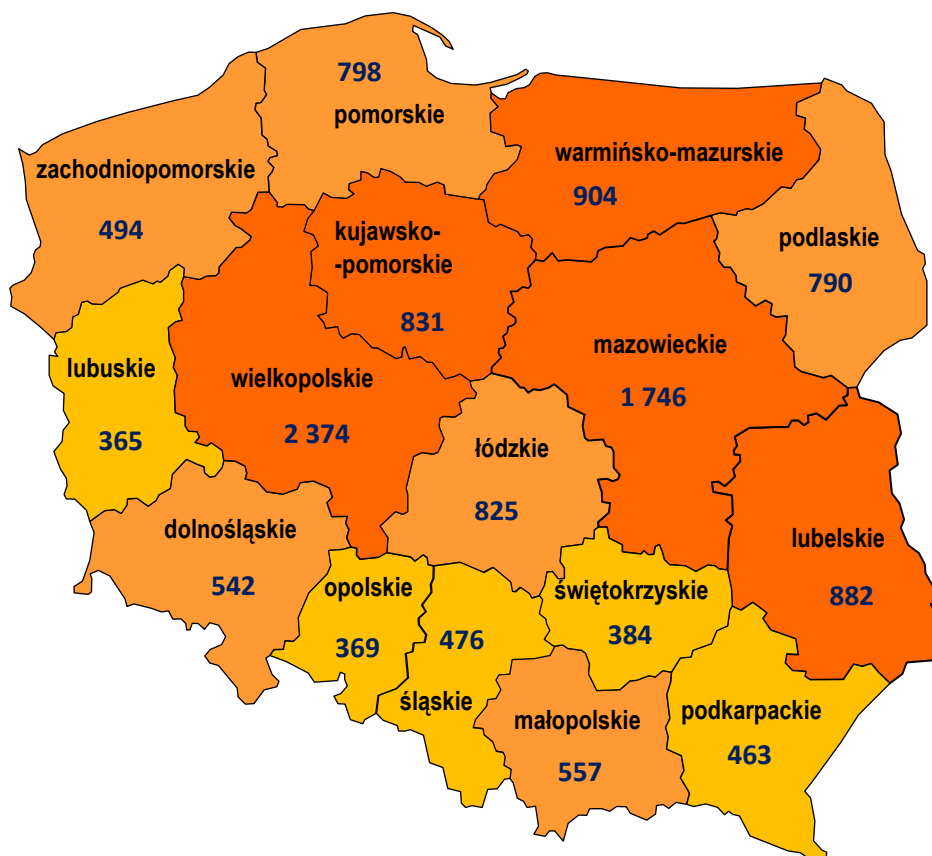 798
pomorskie
zachodniopomorskie
494
warmińsko-mazurskie
904
kujawsko-
-pomorskie
831
podlaskie
790
lubuskie
365
wielkopolskie
2 374
mazowieckie
1 746
łódzkie
825
dolnośląskie
542
lubelskie
882
opolskie
369
476
śląskie
świętokrzyskie
384
małopolskie
557
podkarpackie
463